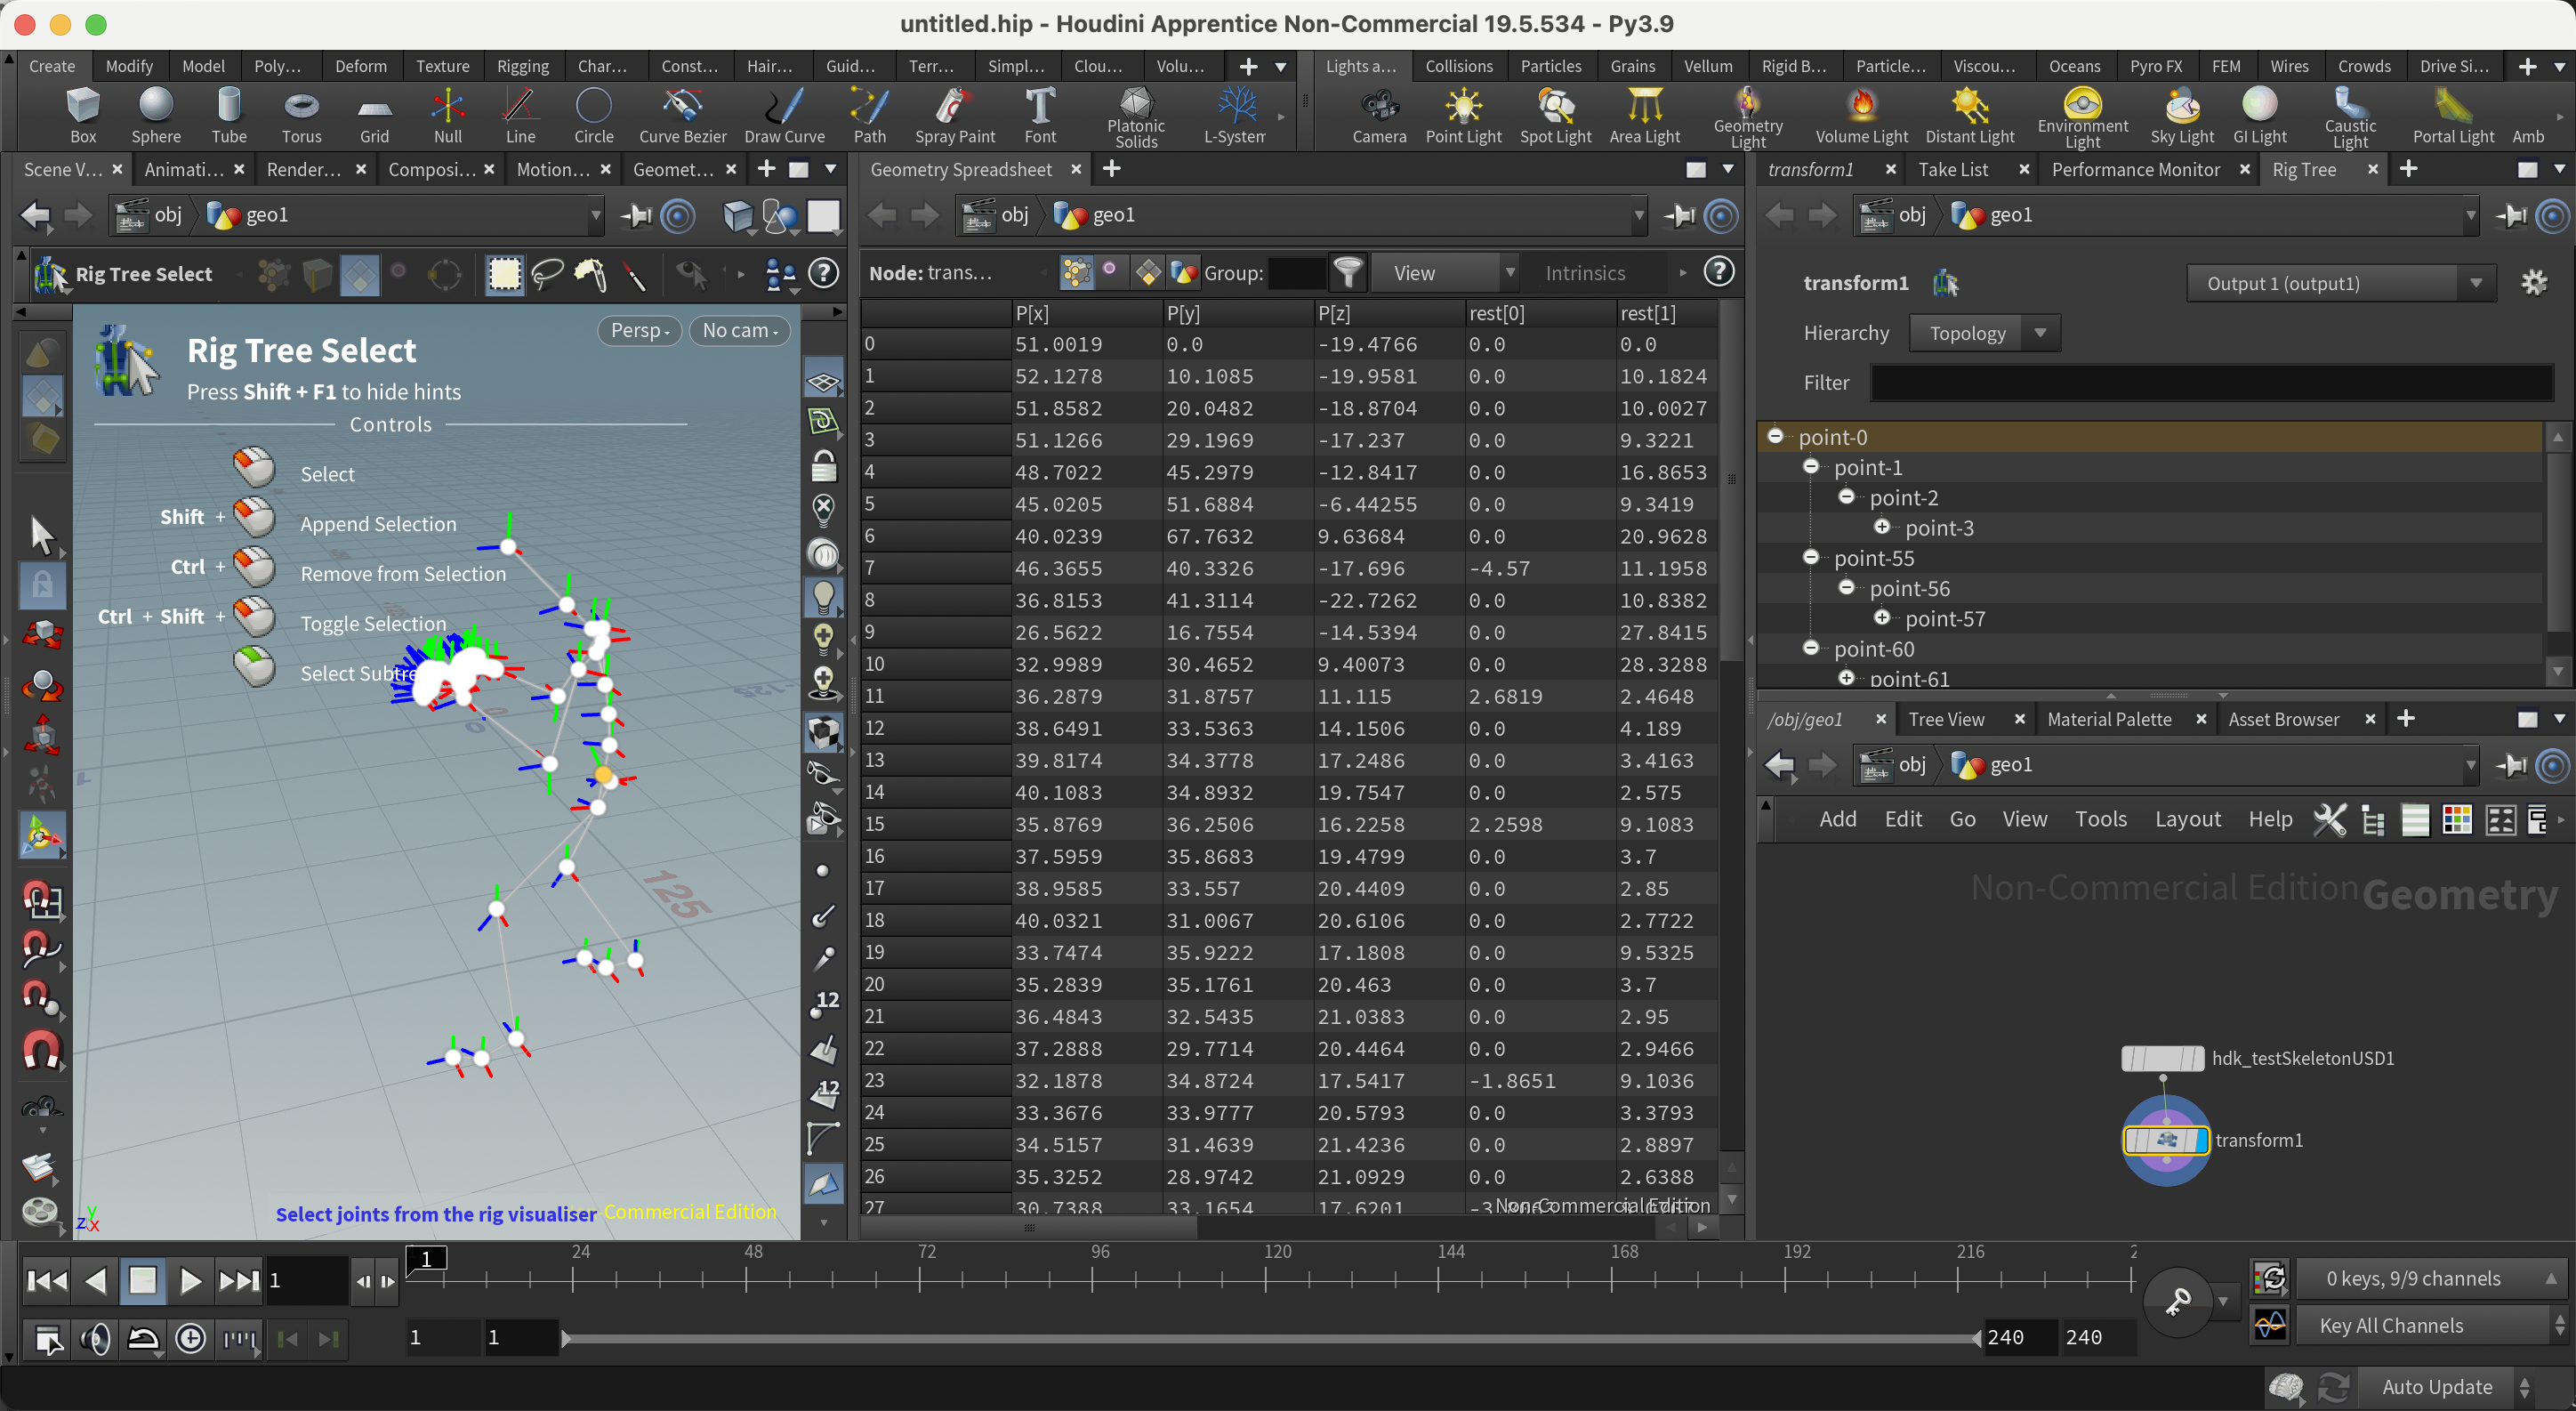 untitled.hip - Houdini Apprentice Non-Commercial 19.5.534 - Py3.9
Create Modify Model Poly... Deform Texture Rigging Char... Const... Hair... Guid... Terr... Simpl... Clou... Volu...
Lights a... Collisions Particles Grains Vellum Rigid B... Particle... Viscou... Oceans Pyro FX FEM Wires Crowds Drive Si...
Box Sphere Tube Torus Grid Null Line Circle Curve Bezier Draw Curve Path Spray Paint Font Platonic Solids L-System
Camera Point Light Spot Light Area Light Geometry Light Volume Light Distant Light Environment Light Sky Light GI Light Caustic Light Portal Light Amb
Scene V... Animati... Render... Composi... Motion... Geomet...
obj geo1
Rig Tree Select
Persp No cam
Rig Tree Select
Press Shift + F1 to hide hints
Controls
Select
Shift + Append Selection
Ctrl + Remove from Selection
Ctrl + Shift + Toggle Selection
Select Subtre
125
12
12
Select joints from the rig visualiser Commercial Edition
z y x
Geometry Spreadsheet
obj geo1
Node: trans... Group: View Intrinsics
P[x] P[y] P[z] rest[0] rest[1]
0 51.0019 0.0 -19.4766 0.0 0.0
1 52.1278 10.1085 -19.9581 0.0 10.1824
2 51.8582 20.0482 -18.8704 0.0 10.0027
3 51.1266 29.1969 -17.237 0.0 9.3221
4 48.7022 45.2979 -12.8417 0.0 16.8653
5 45.0205 51.6884 -6.44255 0.0 9.3419
6 40.0239 67.7632 9.63684 0.0 20.9628
7 46.3655 40.3326 -17.696 -4.57 11.1958
8 36.8153 41.3114 -22.7262 0.0 10.8382
9 26.5622 16.7554 -14.5394 0.0 27.8415
10 32.9989 30.4652 9.40073 0.0 28.3288
11 36.2879 31.8757 11.115 2.6819 2.4648
12 38.6491 33.5363 14.1506 0.0 4.189
13 39.8174 34.3778 17.2486 0.0 3.4163
14 40.1083 34.8932 19.7547 0.0 2.575
15 35.8769 36.2506 16.2258 2.2598 9.1083
16 37.5959 35.8683 19.4799 0.0 3.7
17 38.9585 33.557 20.4409 0.0 2.85
18 40.0321 31.0067 20.6106 0.0 2.7722
19 33.7474 35.9222 17.1808 0.0 9.5325
20 35.2839 35.1761 20.463 0.0 3.7
21 36.4843 32.5435 21.0383 0.0 2.95
22 37.2888 29.7714 20.4464 0.0 2.9466
23 32.1878 34.8724 17.5417 -1.8651 9.1036
24 33.3676 33.9777 20.5793 0.0 3.3793
25 34.5157 31.4639 21.4236 0.0 2.8897
26 35.3252 28.9742 21.0929 0.0 2.6388
27 30.7388 33.1654 17.6201
Non-Commercial Edition
transform1 Take List Performance Monitor Rig Tree
obj geo1
transform1 Output 1 (output1)
Hierarchy Topology
Filter
point-0
point-1
point-2
point-3
point-55
point-56
point-57
point-60
point-61
/obj/geo1 Tree View Material Palette Asset Browser
obj geo1
Add Edit Go View Tools Layout Help
Non-Commercial Edition Geometry
hdk_testSkeletonUSD1
transform1
1 1 24 48 72 96 120 144 168 192 216 2
0 keys, 9/9 channels
1 1 240 240
Key All Channels
Auto Update